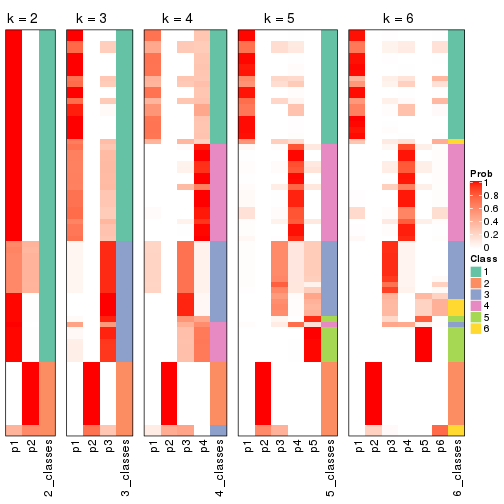 k = 2
k = 3
k = 4
k = 5
k = 6
Prob
1
0.8
0.6
0.4
0.2
0
Class
1
2
3
4
5
6
p1
p2
2_classes
p1
p2
p3
3_classes
p1
p2
p3
p4
4_classes
p1
p2
p3
p4
p5
5_classes
p1
p2
p3
p4
p5
p6
6_classes